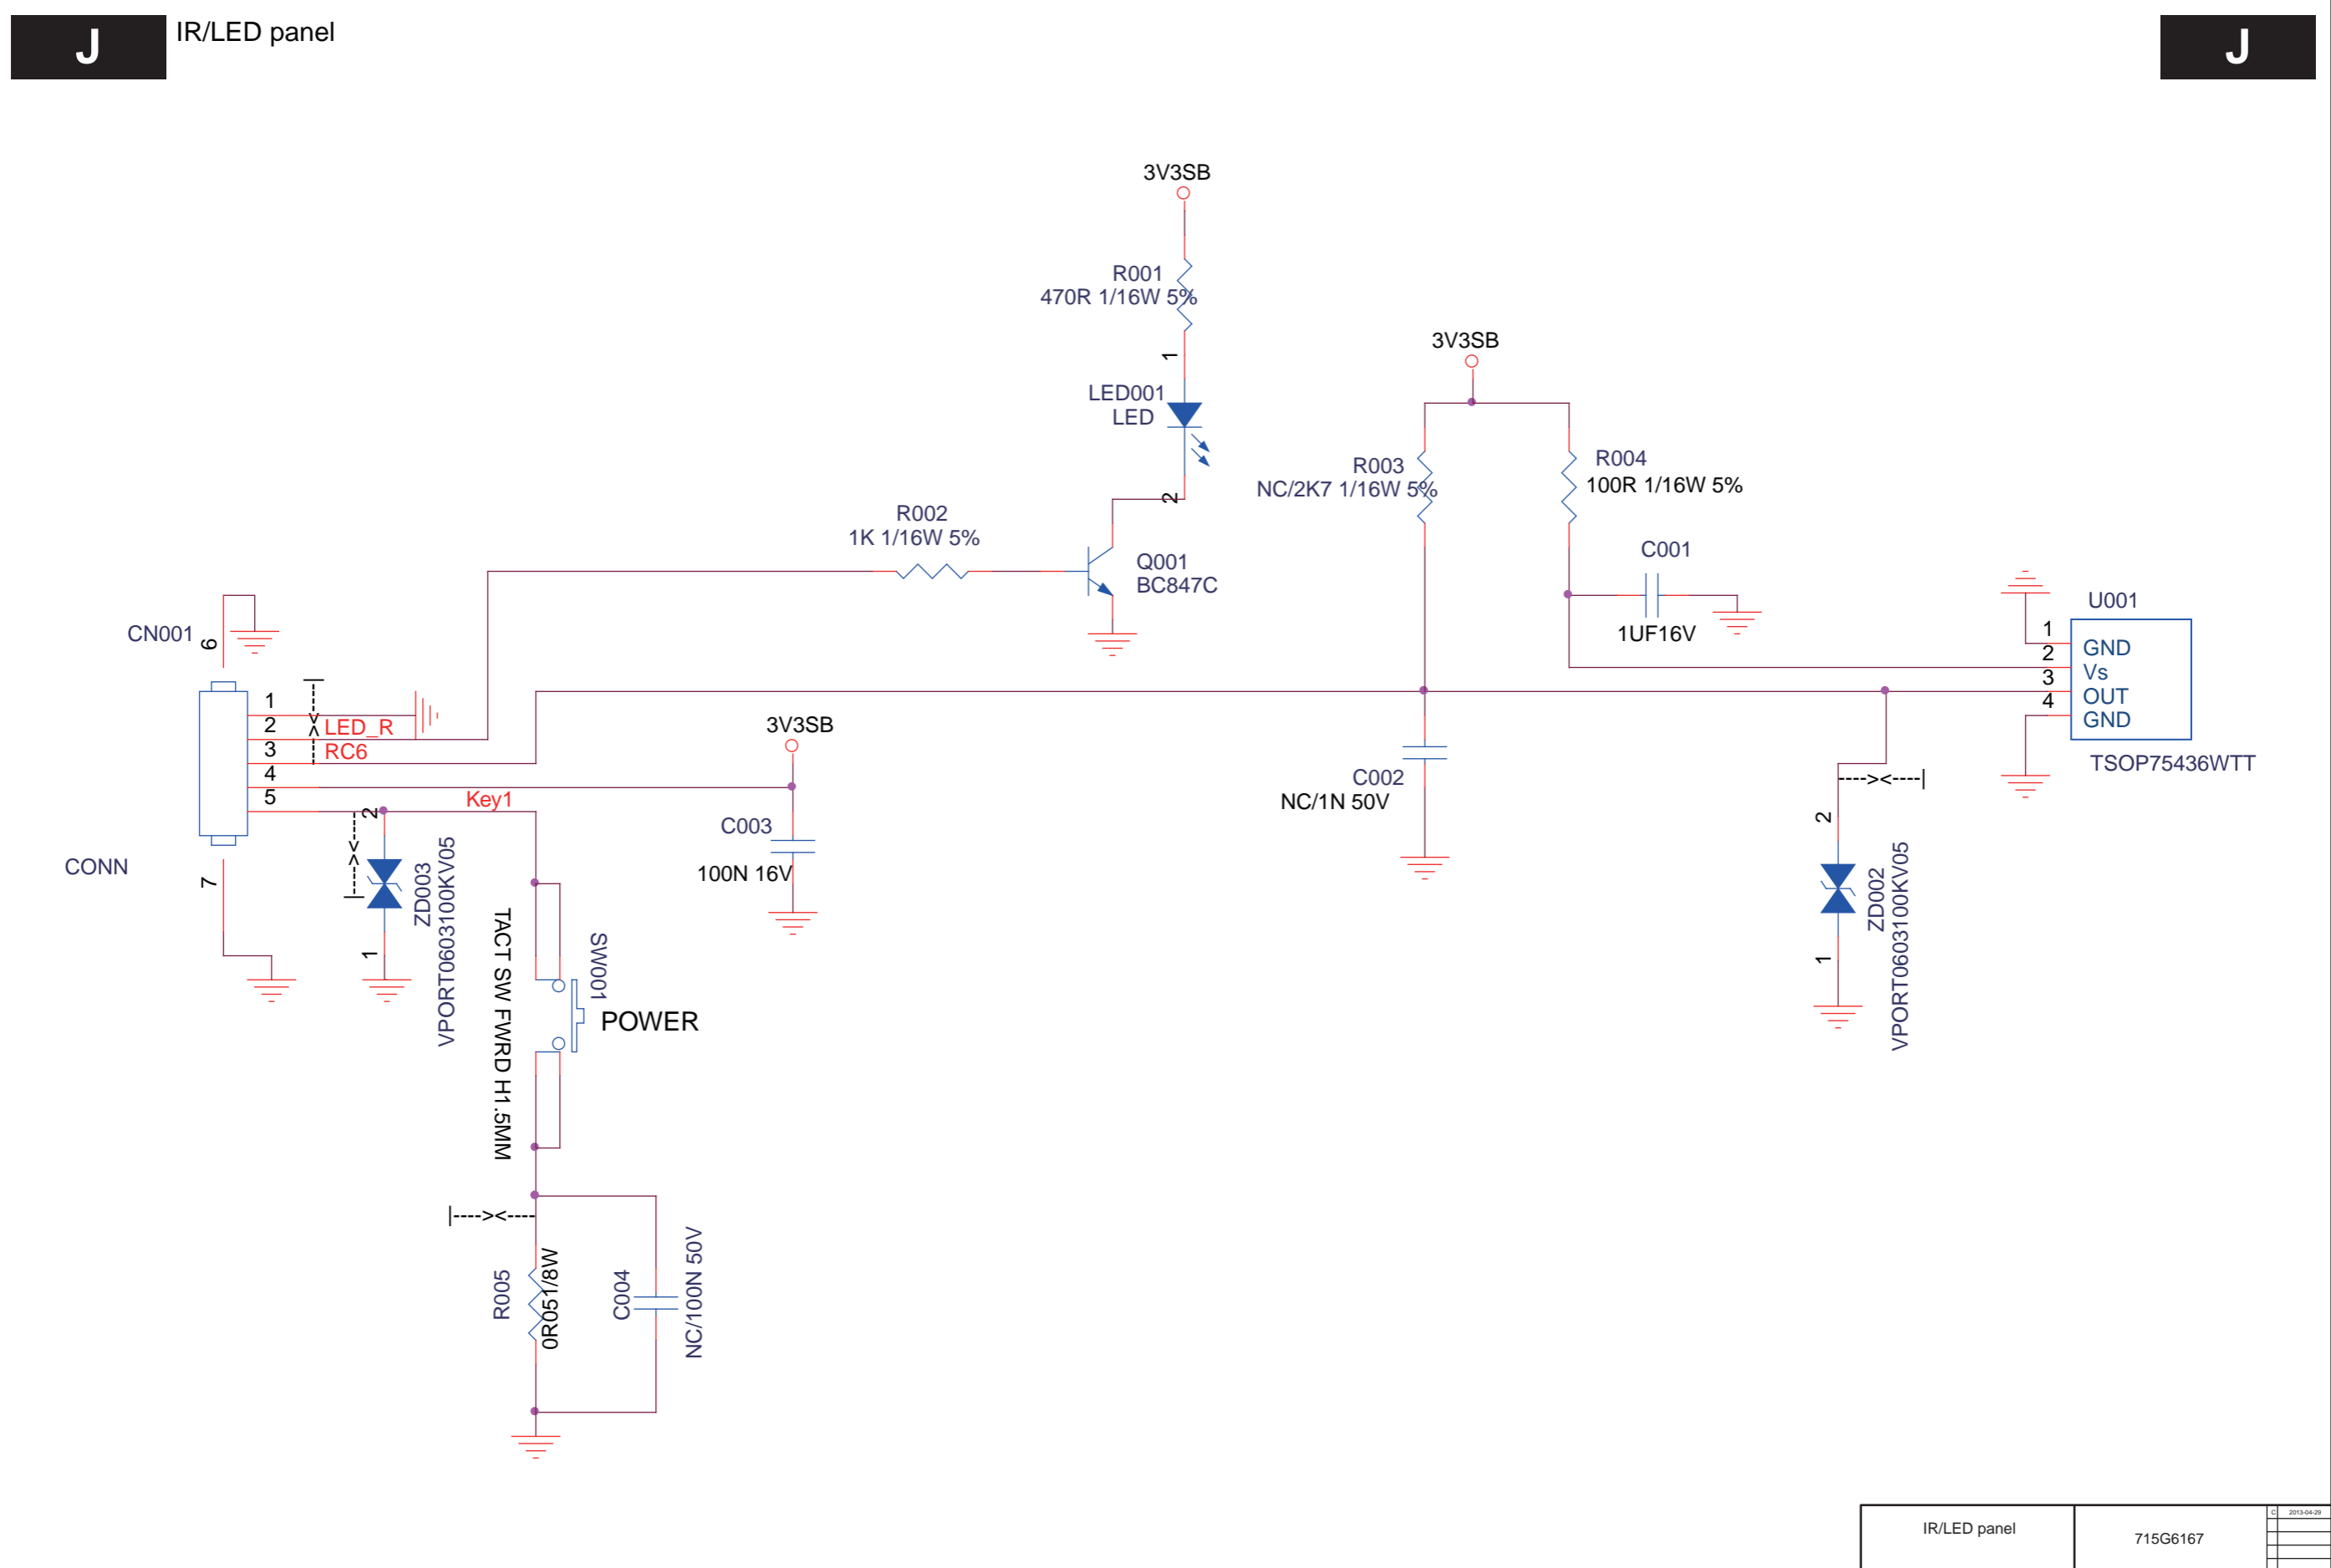 J
IR/LED panel
J
3V3SB
R001
470R 1/16W 5%
1
LED001
LED
2
3V3SB
R003
NC/2K7 1/16W 5%
R004
100R 1/16W 5%
R002
1K 1/16W 5%
Q001
BC847C
C001
1UF16V
U001
1
2
3
4
GND
Vs
OUT
GND
TSOP75436WTT
CN001
6
1
2
3
4
5
LED_R
RC6
Key1
7
CONN
3V3SB
C003
100N 16V
C002
NC/1N 50V
2
ZD003
VPORT0603100KV05
1
TACT SW FWRD H1.5MM
SW001
POWER
2
ZD002
VPORT0603100KV05
1
R005
0R051/8W
C004
NC/100N 50V
IR/LED panel
715G6167
C
2013-04-29